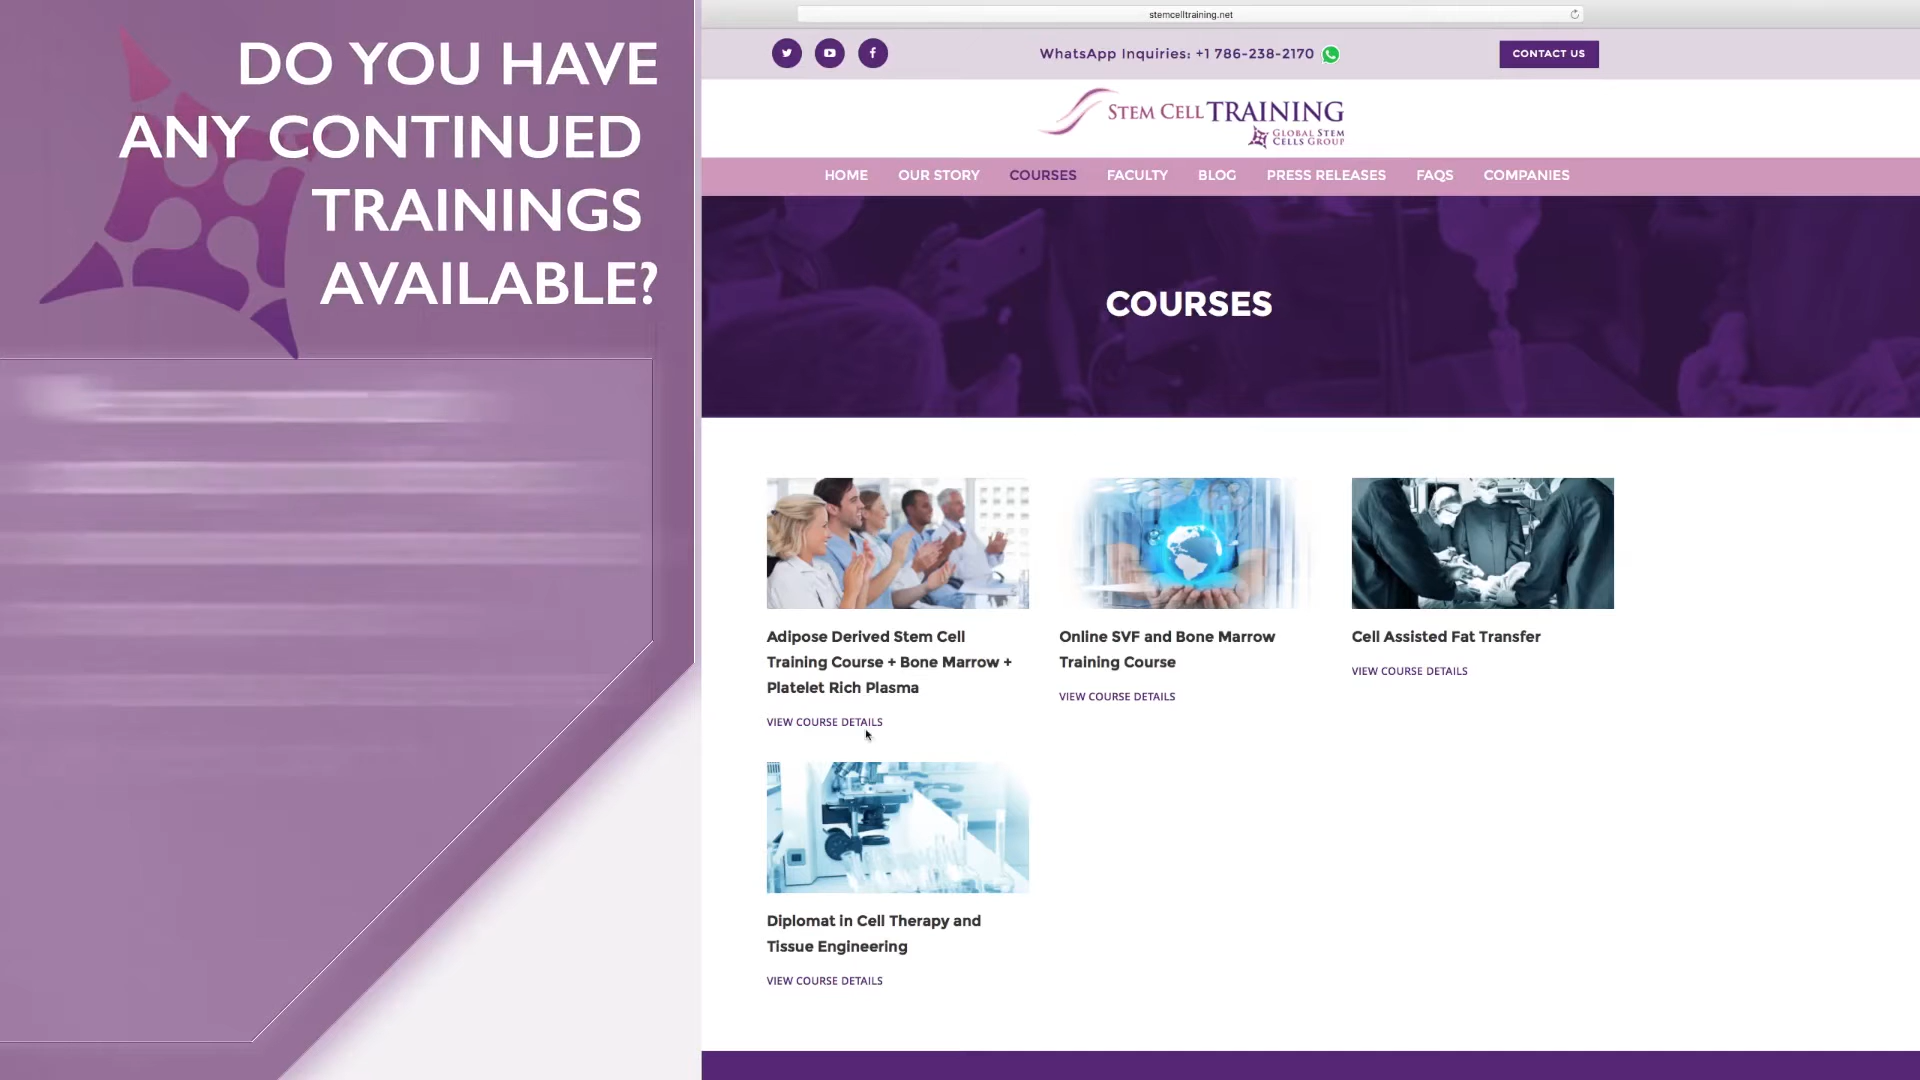 DO YOU HAVE
ANY CONTINUED
TRAININGS
AVAILABLE?
stemcelltraining.net
WhatsApp Inquiries: +1 786-238-2170
CONTACT US
STEM CELL TRAINING
GLOBAL STEM
CELLS GROUP
HOME OUR STORY COURSES FACULTY BLOG PRESS RELEASES FAQS COMPANIES
COURSES
Adipose Derived Stem Cell
Training Course + Bone Marrow +
Platelet Rich Plasma
VIEW COURSE DETAILS
Online SVF and Bone Marrow
Training Course
VIEW COURSE DETAILS
Cell Assisted Fat Transfer
VIEW COURSE DETAILS
Diplomat in Cell Therapy and
Tissue Engineering
VIEW COURSE DETAILS